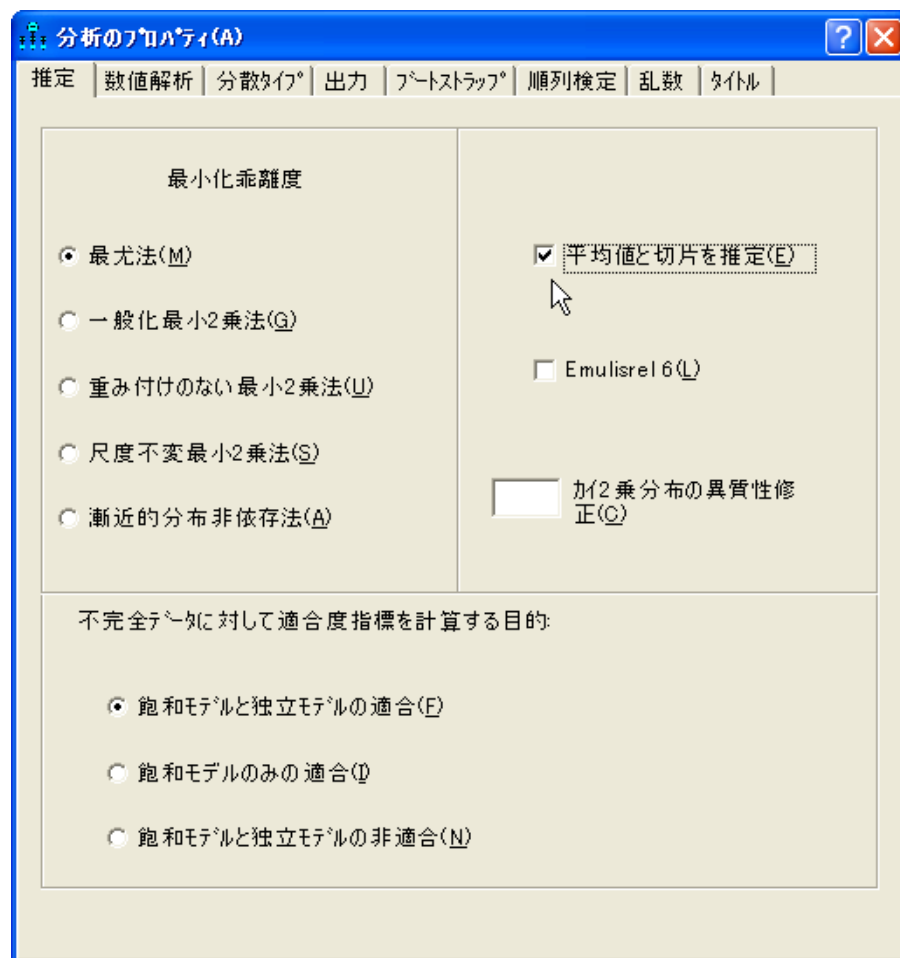 分析のﾌﾟﾛﾊﾟﾃｨ(A)
推定 数値解析 分散ﾀｲﾌﾟ 出力 ﾌﾞｰﾄｽﾄﾗｯﾌﾟ 順列検定 乱数 ﾀｲﾄﾙ
最小化乖離度
最尤法(M)
一般化最小2乗法(G)
重み付けのない最小2乗法(U)
尺度不変最小2乗法(S)
漸近的分布非依存法(A)
平均値と切片を推定(E)
Emulisrel6(L)
ｶｲ2乗分布の異質性修
正(C)
不完全ﾃﾞｰﾀに対して適合度指標を計算する目的:
飽和ﾓﾃﾞﾙと独立ﾓﾃﾞﾙの適合(F)
飽和モデルのみの適合(I)
飽和ﾓﾃﾞﾙと独立ﾓﾃﾞﾙの非適合(N)